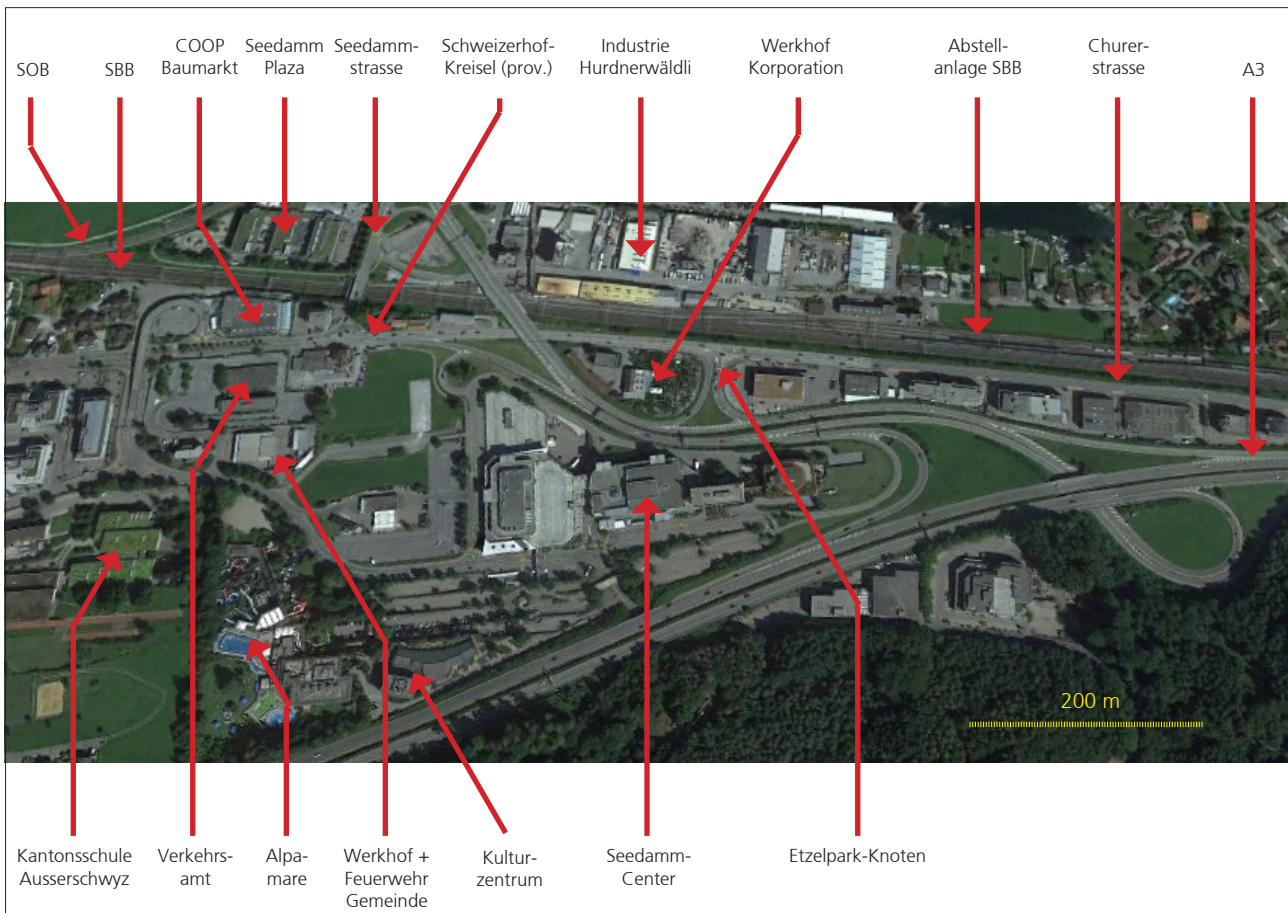 SOB
SBB
COOP
Baumarkt
Seedamm
Plaza
Seedamm-
strasse
Schweizerhof-
Kreisel (prov.)
Industrie
Hurdnerwäldli
Werkhof
Korporation
Abstell-
anlage SBB
Churer-
strasse
A3
200 m
Kantonsschule
Ausserschwyz
Verkehrs-
amt
Alpa-
mare
Werkhof +
Feuerwehr
Gemeinde
Kultur-
zentrum
Seedamm-
Center
Etzelpark-Knoten